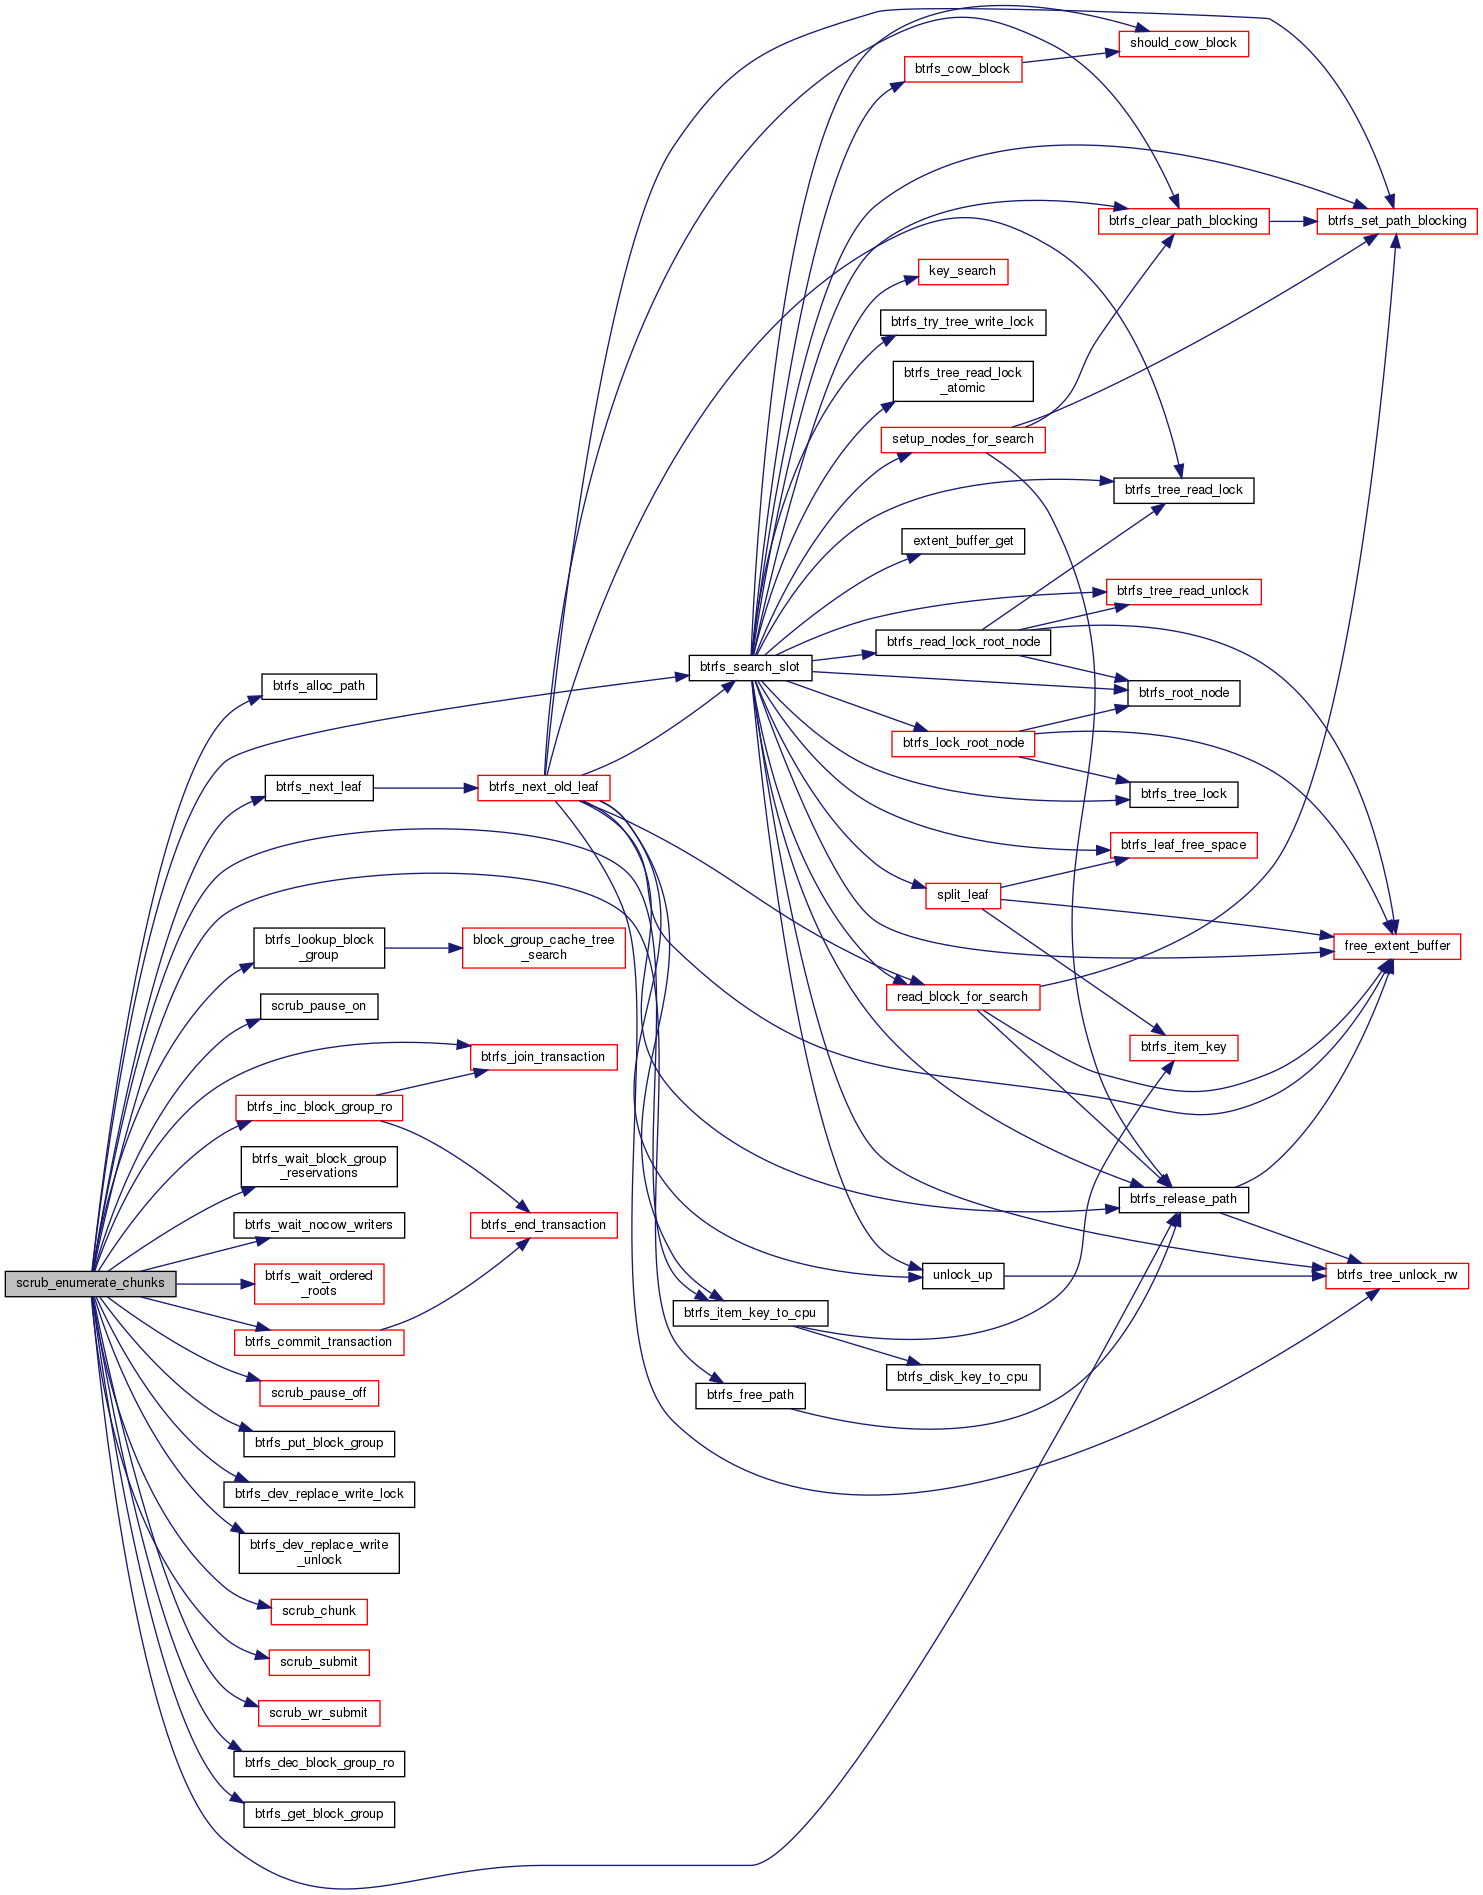 should_cow_block
btrfs_cow_block
btrfs_clear_path_blocking
btrfs_set_path_blocking
key_search
btrfs_try_tree_write_lock
btrfs_tree_read_lock
_atomic
setup_nodes_for_search
btrfs_tree_read_lock
extent_buffer_get
btrfs_tree_read_unlock
btrfs_read_lock_root_node
btrfs_search_slot
btrfs_alloc_path
btrfs_root_node
btrfs_lock_root_node
btrfs_next_leaf
btrfs_next_old_leaf
btrfs_tree_lock
btrfs_leaf_free_space
split_leaf
btrfs_lookup_block
_group
block_group_cache_tree
_search
free_extent_buffer
read_block_for_search
scrub_pause_on
btrfs_join_transaction
btrfs_item_key
btrfs_inc_block_group_ro
btrfs_wait_block_group
_reservations
btrfs_release_path
btrfs_wait_nocow_writers
btrfs_end_transaction
scrub_enumerate_chunks
btrfs_wait_ordered
_roots
unlock_up
btrfs_tree_unlock_rw
btrfs_item_key_to_cpu
btrfs_commit_transaction
btrfs_disk_key_to_cpu
scrub_pause_off
btrfs_free_path
btrfs_put_block_group
btrfs_dev_replace_write_lock
btrfs_dev_replace_write
_unlock
scrub_chunk
scrub_submit
scrub_wr_submit
btrfs_dec_block_group_ro
btrfs_get_block_group